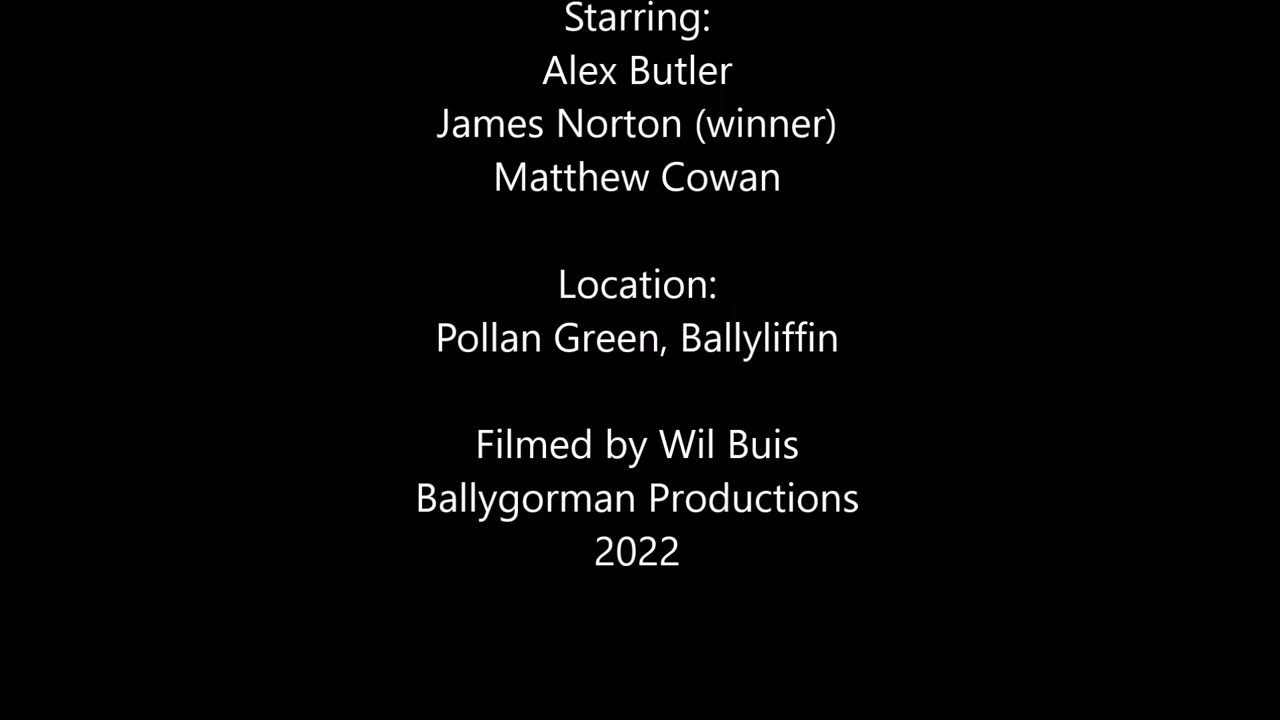 Starring:
Alex Butler
James Norton (winner)
Matthew Cowan
Location:
Pollan Green, Ballyliffin
Filmed by Wil Buis
Ballygorman Productions
2022